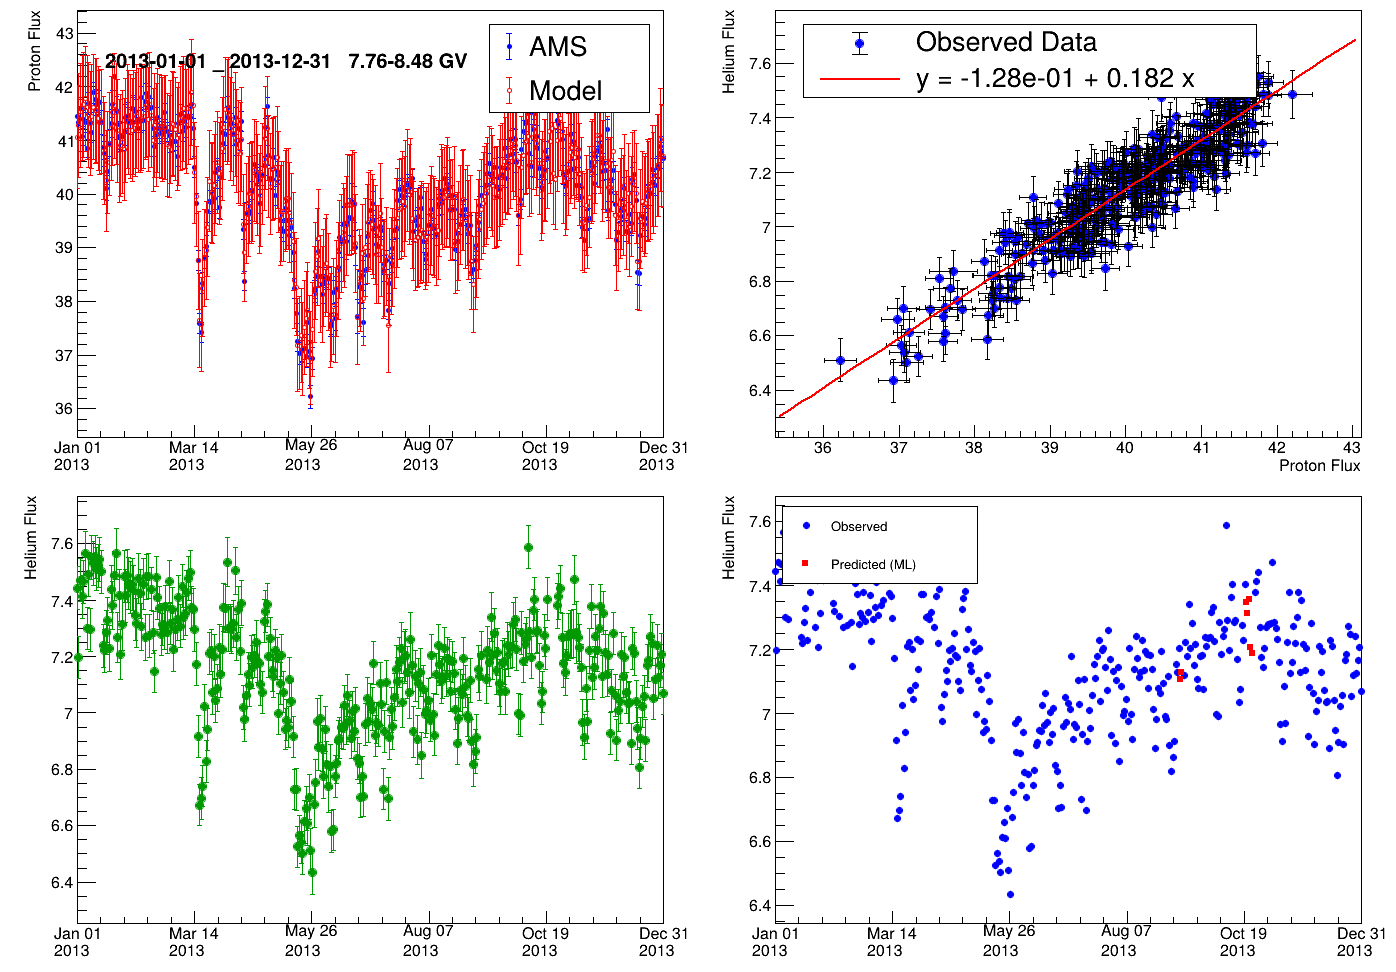 Proton Flux
43
42
41
40
39
38
37
36
2013-01-01 _ 2013-12-31 7.76-8.48 GV
AMS
Model
Jan 01 2013
Mar 14 2013
May 26 2013
Aug 07 2013
Oct 19 2013
Dec 31 2013
Helium Flux
7.6
7.4
7.2
7
6.8
6.6
6.4
Observed Data
y = -1.28e-01 + 0.182 x
36 37 38 39 40 41 42 43
Proton Flux
Helium Flux
7.6
7.4
7.2
7
6.8
6.6
6.4
Jan 01 2013
Mar 14 2013
May 26 2013
Aug 07 2013
Oct 19 2013
Dec 31 2013
Helium Flux
7.6
7.4
7.2
7
6.8
6.6
6.4
Observed
Predicted (ML)
Jan 01 2013
Mar 14 2013
May 26 2013
Aug 07 2013
Oct 19 2013
Dec 31 2013